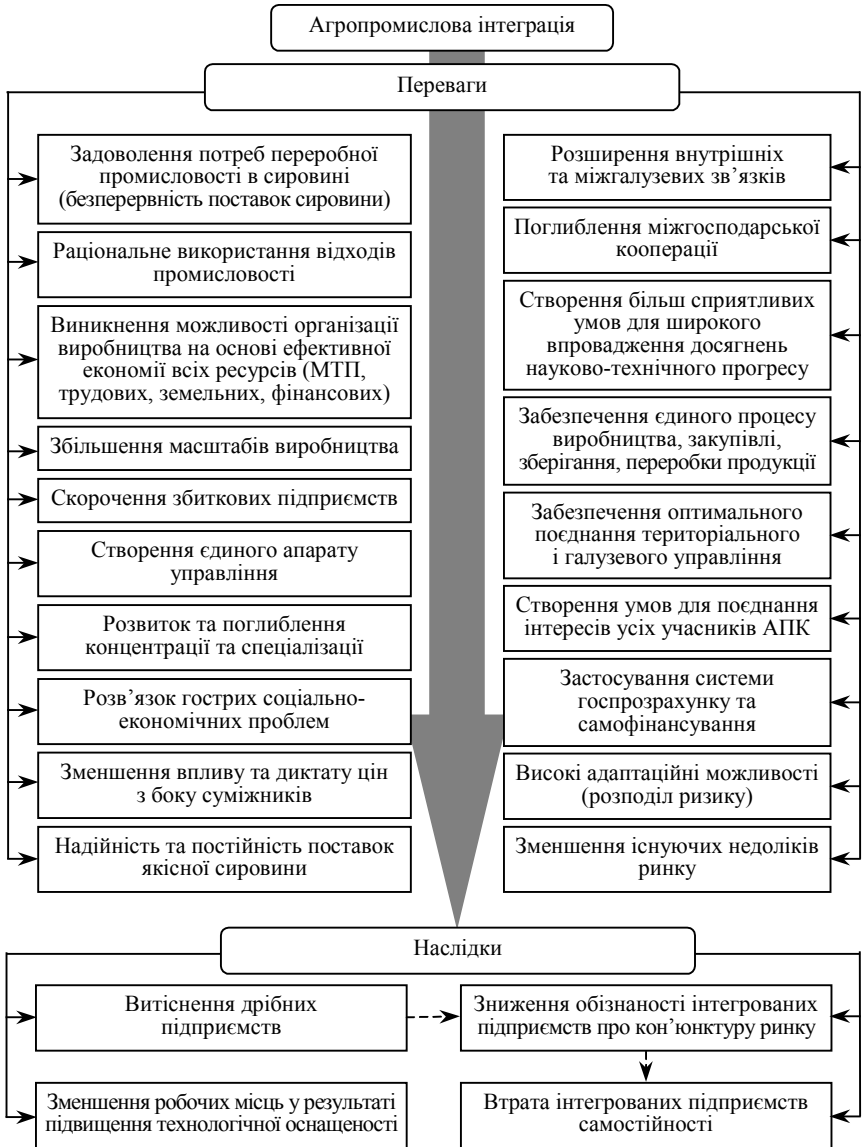 Агропромислова інтеграція
Переваги
Задоволення потреб переробної
промисловості в сировині
(безперервність поставок сировини)
Раціональне використання відходів
промисловості
Виникнення можливості організації
виробництва на основі ефективної
економії всіх ресурсів (МТП,
трудових, земельних, фінансових)
Збільшення масштабів виробництва
Скорочення збиткових підприємств
Створення єдиного апарату
управління
Розвиток та поглиблення
концентрації та спеціалізації
Розв’язок гострих соціально-
економічних проблем
Зменшення впливу та диктату цін
з боку суміжників
Надійність та постійність поставок
якісної сировини
Розширення внутрішніх
та міжгалузевих зв’язків
Поглиблення міжгосподарської
кооперації
Створення більш сприятливих
умов для широкого
впровадження досягнень
науково-технічного прогресу
Забезпечення єдиного процесу
виробництва, закупівлі,
зберігання, переробки продукції
Забезпечення оптимального
поєднання територіального
і галузевого управління
Створення умов для поєднання
інтересів усіх учасників АПК
Застосування системи
госпрозрахунку та
самофінансування
Високі адаптаційні можливості
(розподіл ризику)
Зменшення існуючих недоліків
ринку
Наслідки
Витіснення дрібних
підприємств
Зниження обізнаності інтегрованих
підприємств про кон’юнктуру ринку
Зменшення робочих місць у результаті
підвищення технологічної оснащеності
Втрата інтегрованих підприємств
самостійності